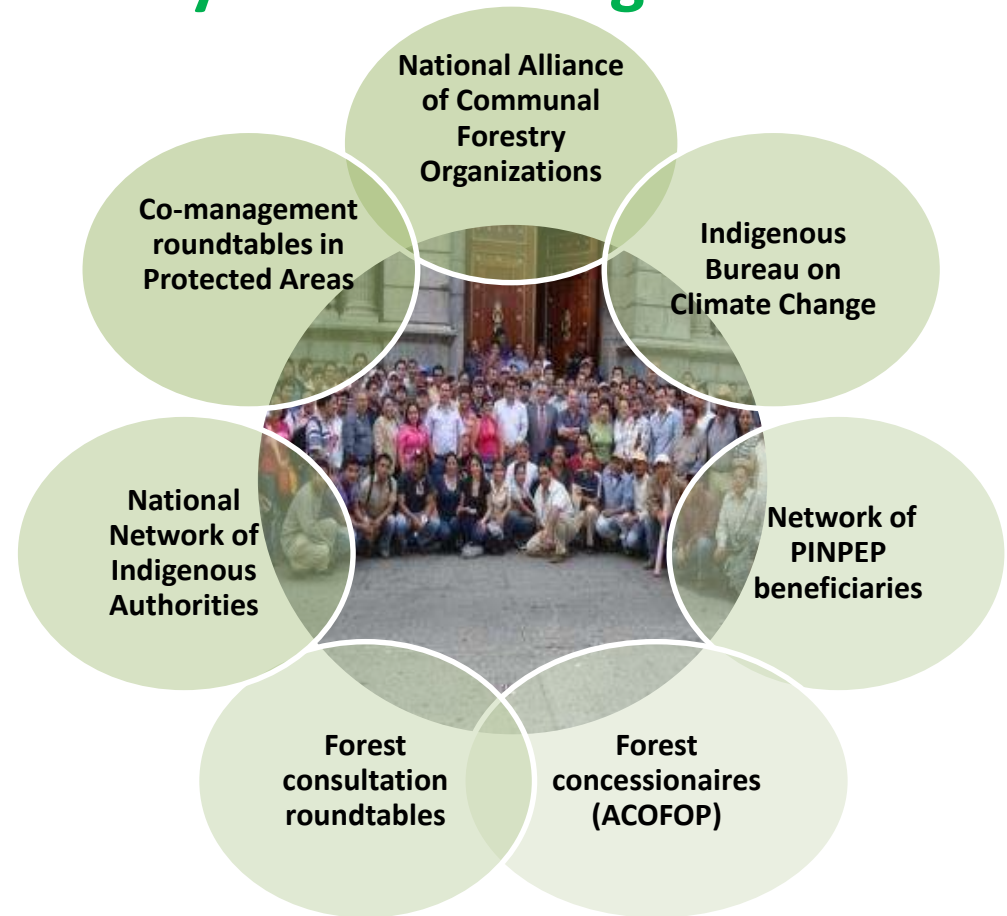 National Alliance
of Communal
Forestry
Organizations
Indigenous
Bureau on
Climate Change
Network of
PINPEP
beneficiaries
Forest
concessionaires
(ACOFOP)
Forest
consultation
roundtables
National
Network of
Indigenous
Authorities
Co-management
roundtables in
Protected Areas